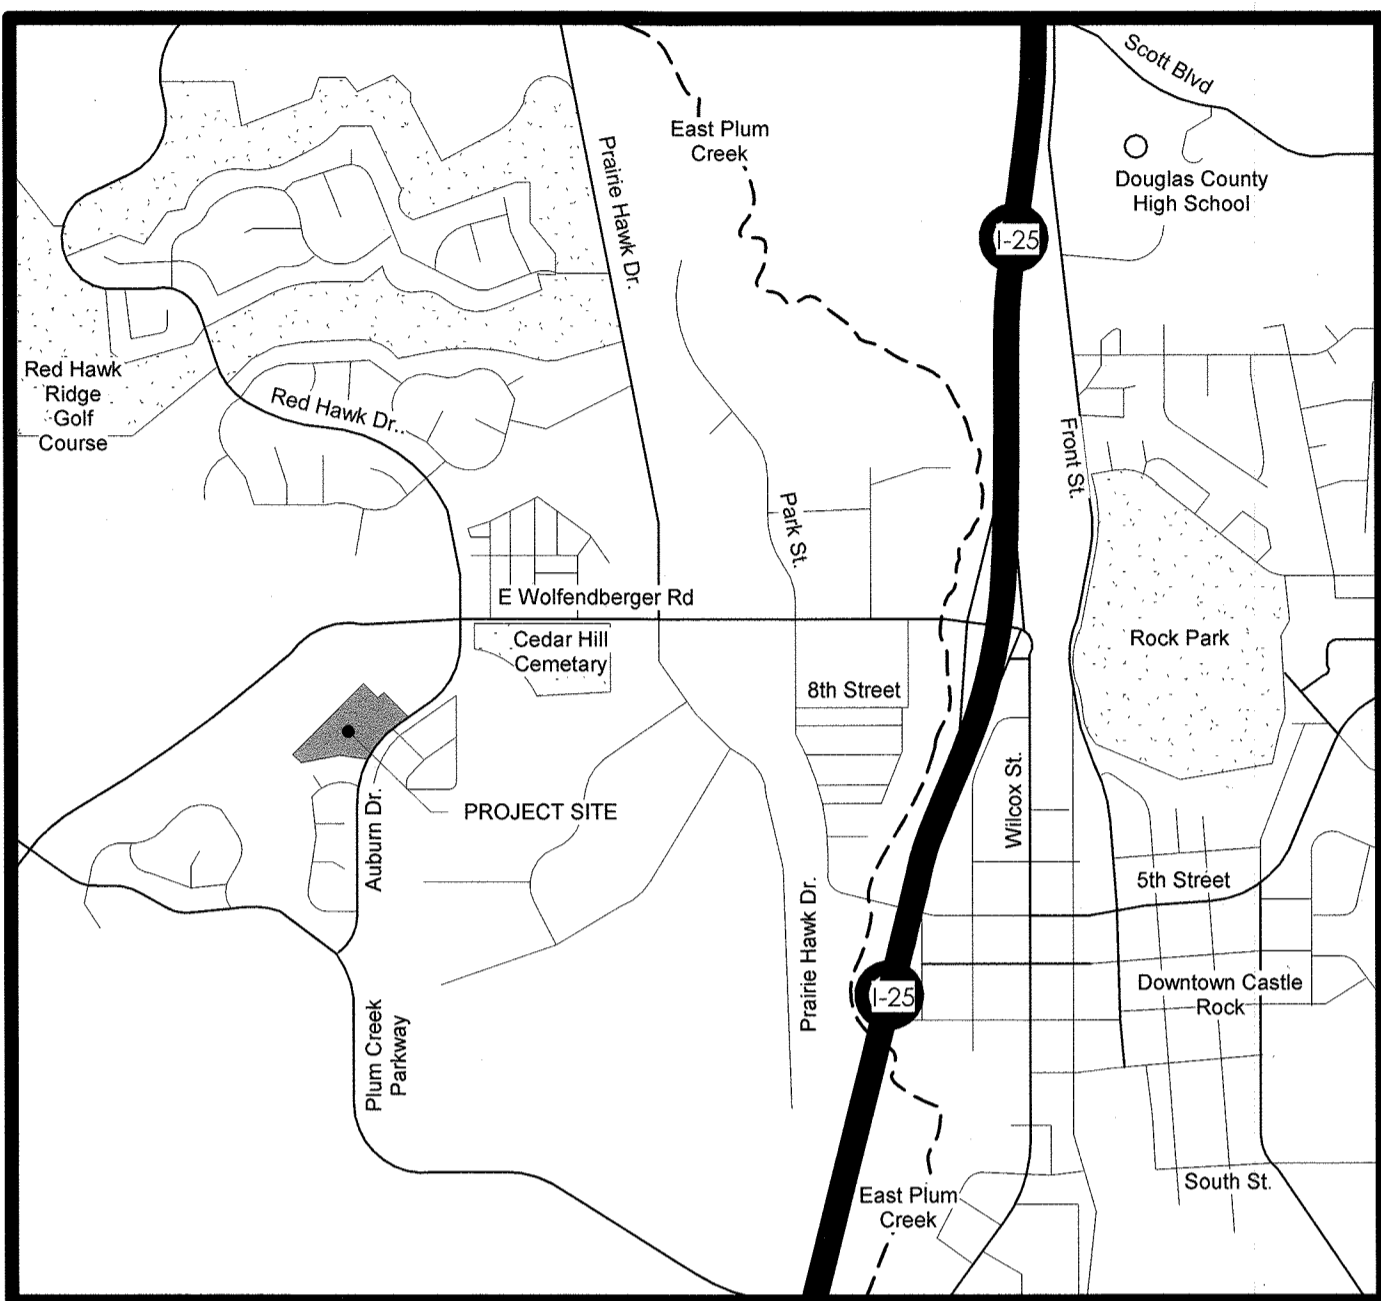 Scott Blvd
East Plum
Creek
Prairie Hawk Dr.
Douglas County
High School
I-25
Red Hawk
Ridge
Golf
Course
Red Hawk Dr..
Front St.
Park St.
E Wolfendberger Rd
Cedar Hill
Cemetary
Rock Park
8th Street
Wilcox St.
PROJECT SITE
Auburn Dr.
5th Street
Prairie Hawk Dr.
I-25
Downtown Castle
Rock
Plum Creek
Parkway
East Plum
Creek
South St.